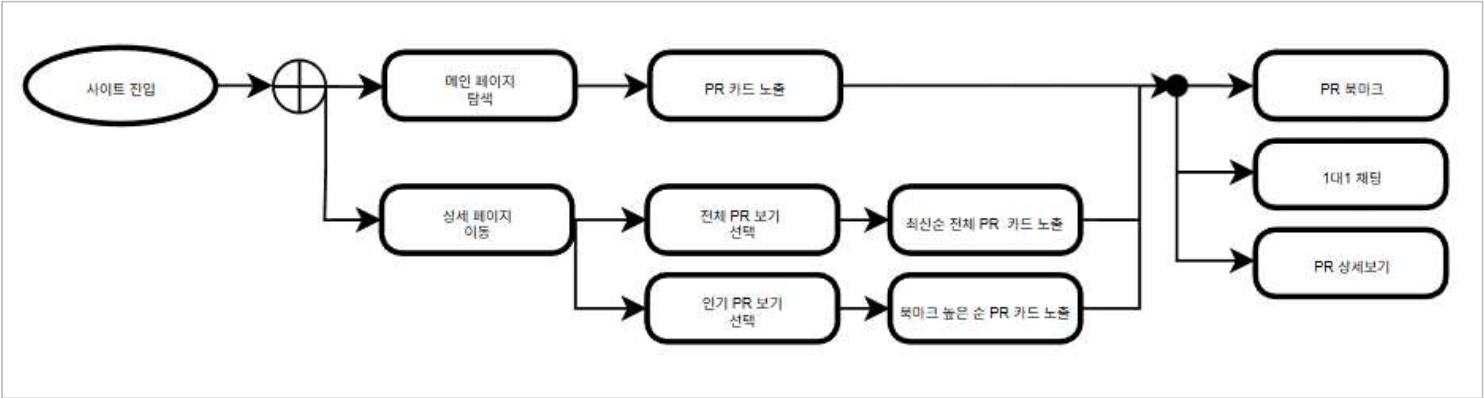 사이트 진입
메인 페이지
탐색
PR 카드 노출
PR 북마크
1대1 채팅
상세 페이지
이동
전체 PR 보기
선택
최신순 전체 PR 카드 노출
PR 상세보기
인기 PR 보기
선택
북마크 높은 순 PR 카드 노출